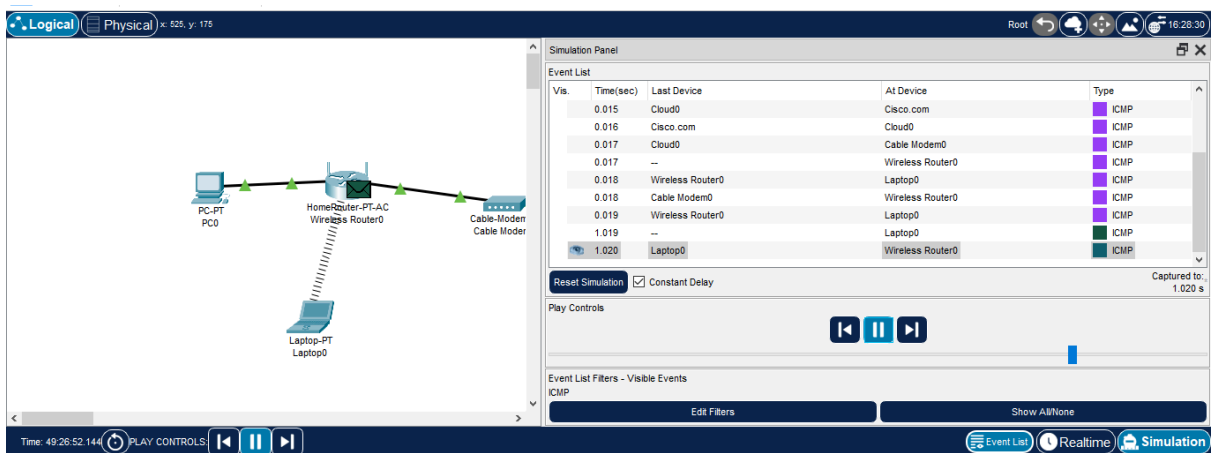 Logical Physical x: 525, y: 175 Root 16:28:30
Simulation Panel
Event List
Vis. Time(sec) Last Device At Device Type
0.015 Cloud0 Cisco.com ICMP
0.016 Cisco.com Cloud0 ICMP
0.017 Cloud0 Cable Modem0 ICMP
0.017 -- Wireless Router0 ICMP
0.018 Wireless Router0 Laptop0 ICMP
0.018 Cable Modem0 Wireless Router0 ICMP
0.019 Wireless Router0 Laptop0 ICMP
1.019 -- Laptop0 ICMP
1.020 Laptop0 Wireless Router0 ICMP
Reset Simulation Constant Delay Captured to:
1.020 s
Play Controls
Event List Filters - Visible Events
ICMP
Edit Filters Show All/None
PC-PT
PC0
HomeRouter-PT-AC
Wireless Router0
Cable-Modem
Cable Moder
Laptop-PT
Laptop0
Time: 49:26:52.144 PLAY CONTROLS: Event List Realtime Simulation